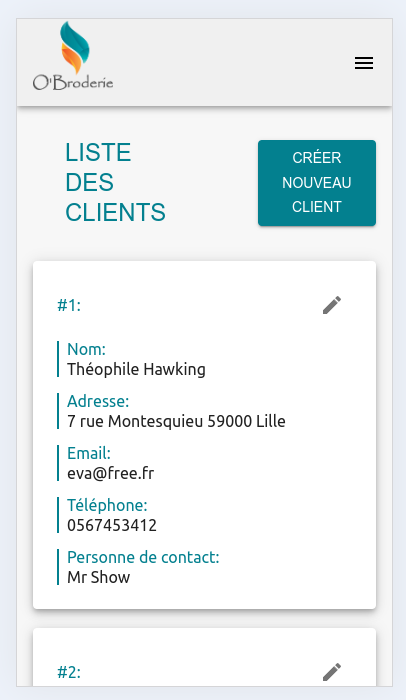 O'Broderie
LISTE
DES
CLIENTS
CRÉER
NOUVEAU
CLIENT
#1:
Nom:
Théophile Hawking
Adresse:
7 rue Montesquieu 59000 Lille
Email:
eva@free.fr
Téléphone:
0567453412
Personne de contact:
Mr Show
#2: